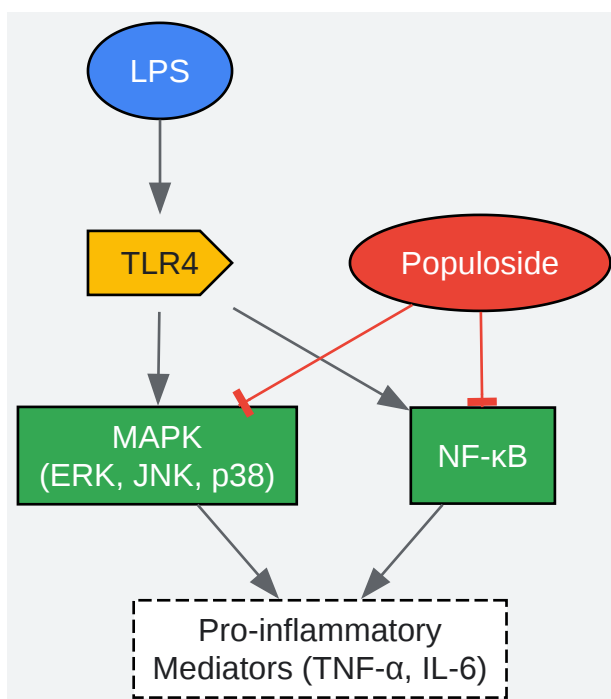 LPS
TLR4
Populoside
MAPK
(ERK, JNK, p38)
NF-κB
Pro-inflammatory
Mediators (TNF-α, IL-6)